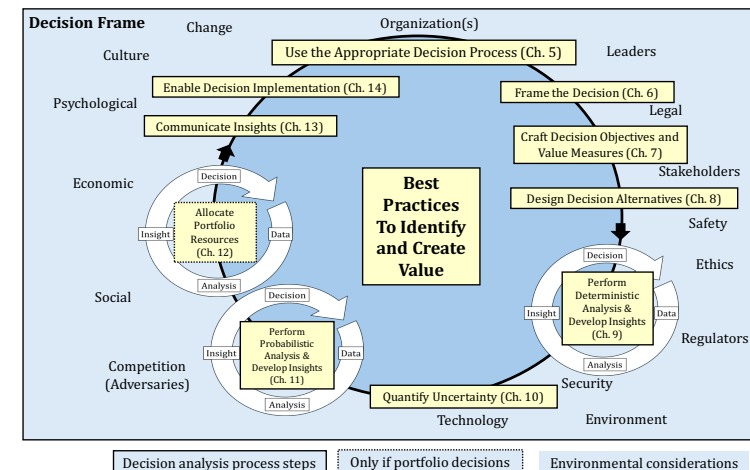 Decision Frame
Change
Organization(s)
Culture
Use the Appropriate Decision Process (Ch. 5)
Leaders
Enable Decision Implementation (Ch. 14)
Frame the Decision (Ch. 6)
Psychological
Legal
Communicate Insights (Ch. 13)
Craft Decision Objectives and
Value Measures (Ch. 7)
Stakeholders
Economic
Decision
Best
Practices
To Identify
and Create
Value
Design Decision Alternatives (Ch. 8)
Safety
Allocate
Portfolio
Resources
(Ch. 12)
Insight
Data
Analysis
Decision
Ethics
Perform
Deterministic
Analysis &
Develop Insights
(Ch. 9)
Insight
Data
Analysis
Social
Decision
Regulators
Perform
Probabilistic
Analysis &
Develop Insights
(Ch. 11)
Insight
Data
Analysis
Competition
(Adversaries)
Quantify Uncertainty (Ch. 10)
Security
Technology
Environment
Decision analysis process steps
Only if portfolio decisions
Environmental considerations